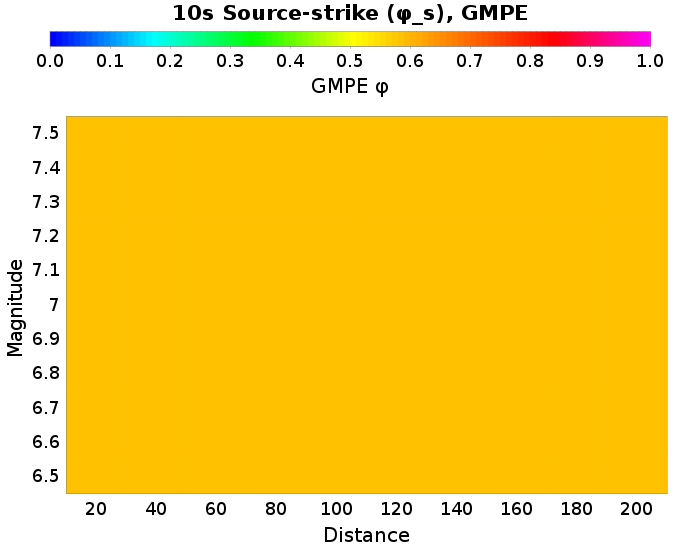 10s Source-strike (φ_s), GMPE
0.0 0.1 0.2 0.3 0.4 0.5 0.6 0.7 0.8 0.9 1.0
GMPE φ
7.5
7.4
7.3
7.2
7.1
7
6.9
6.8
6.7
6.6
6.5
Magnitude
20 40 60 80 100 120 140 160 180 200
Distance